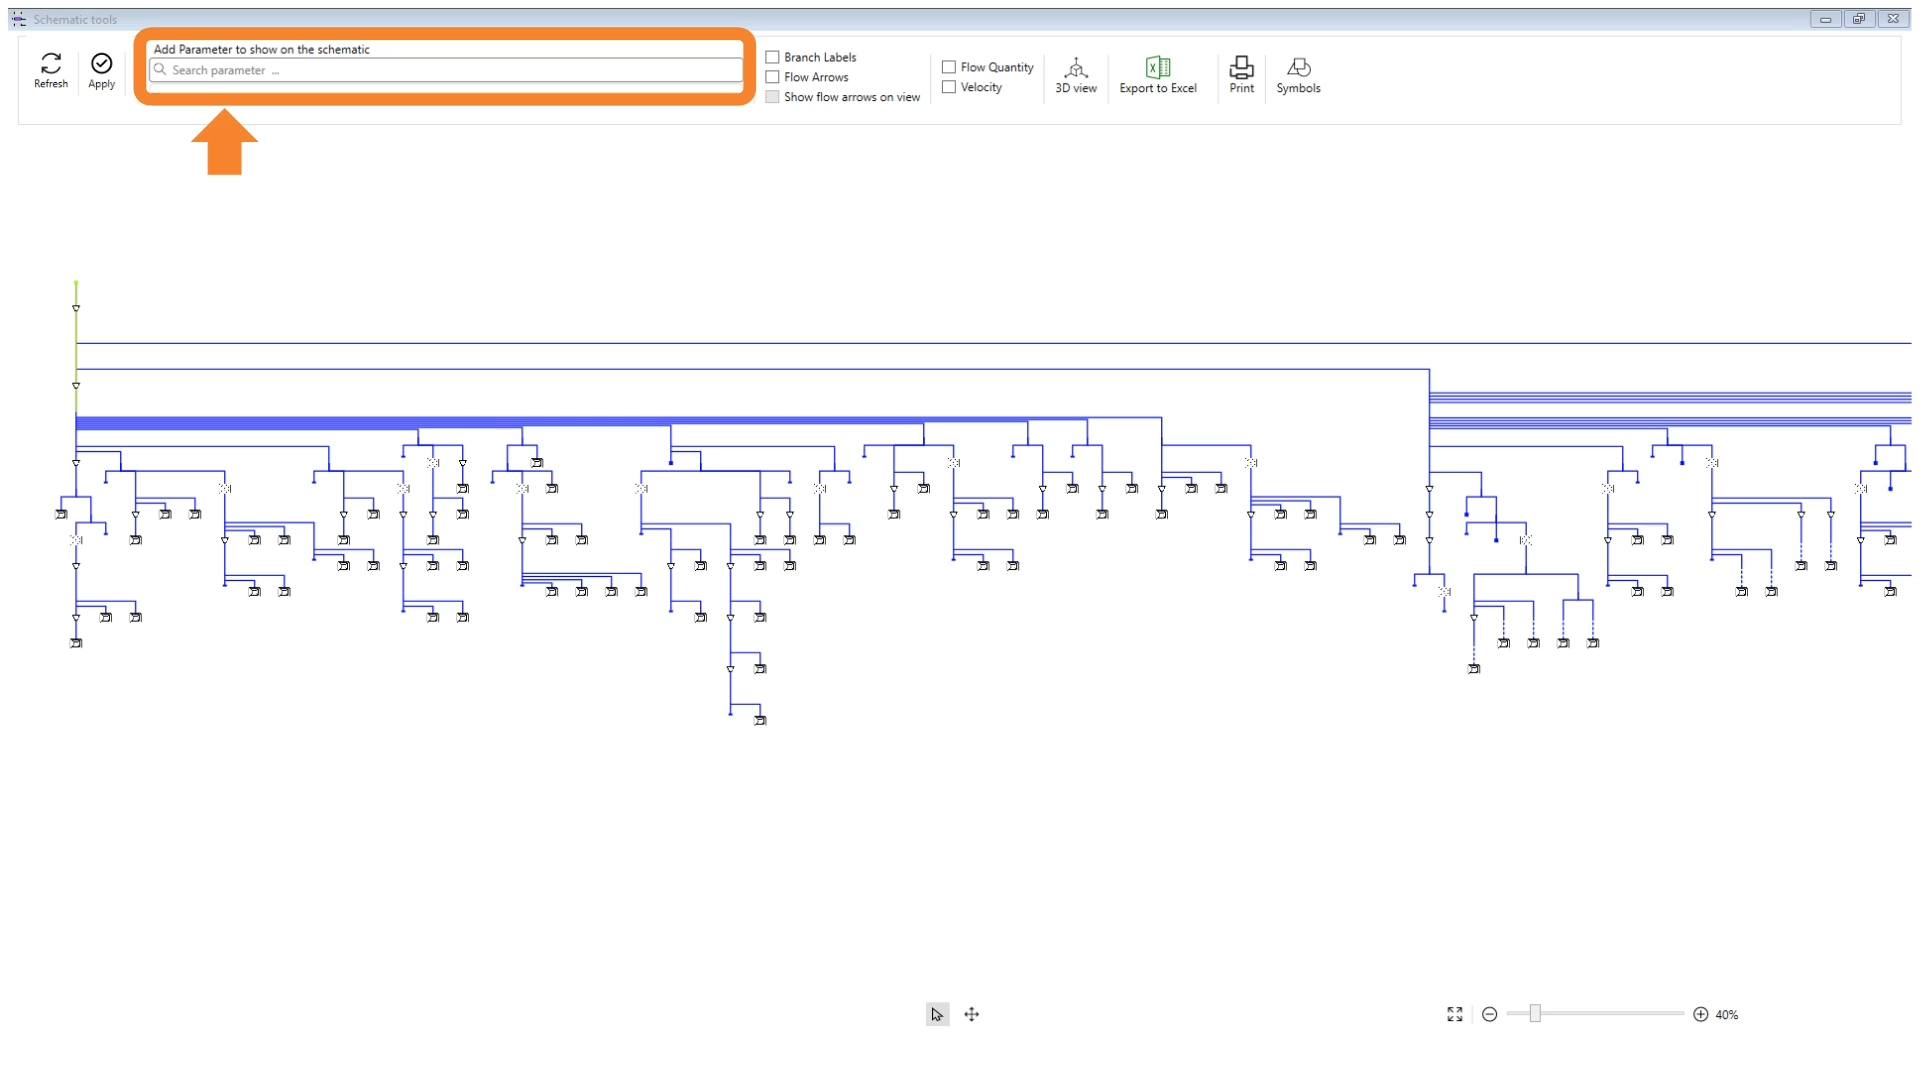 Schematic tools
Add Parameter to show on the schematic
Search parameter ...
Refresh
Apply
Branch Labels
Flow Arrows
Show flow arrows on view
Flow Quantity
Velocity
3D view
Export to Excel
Print
Symbols
40%